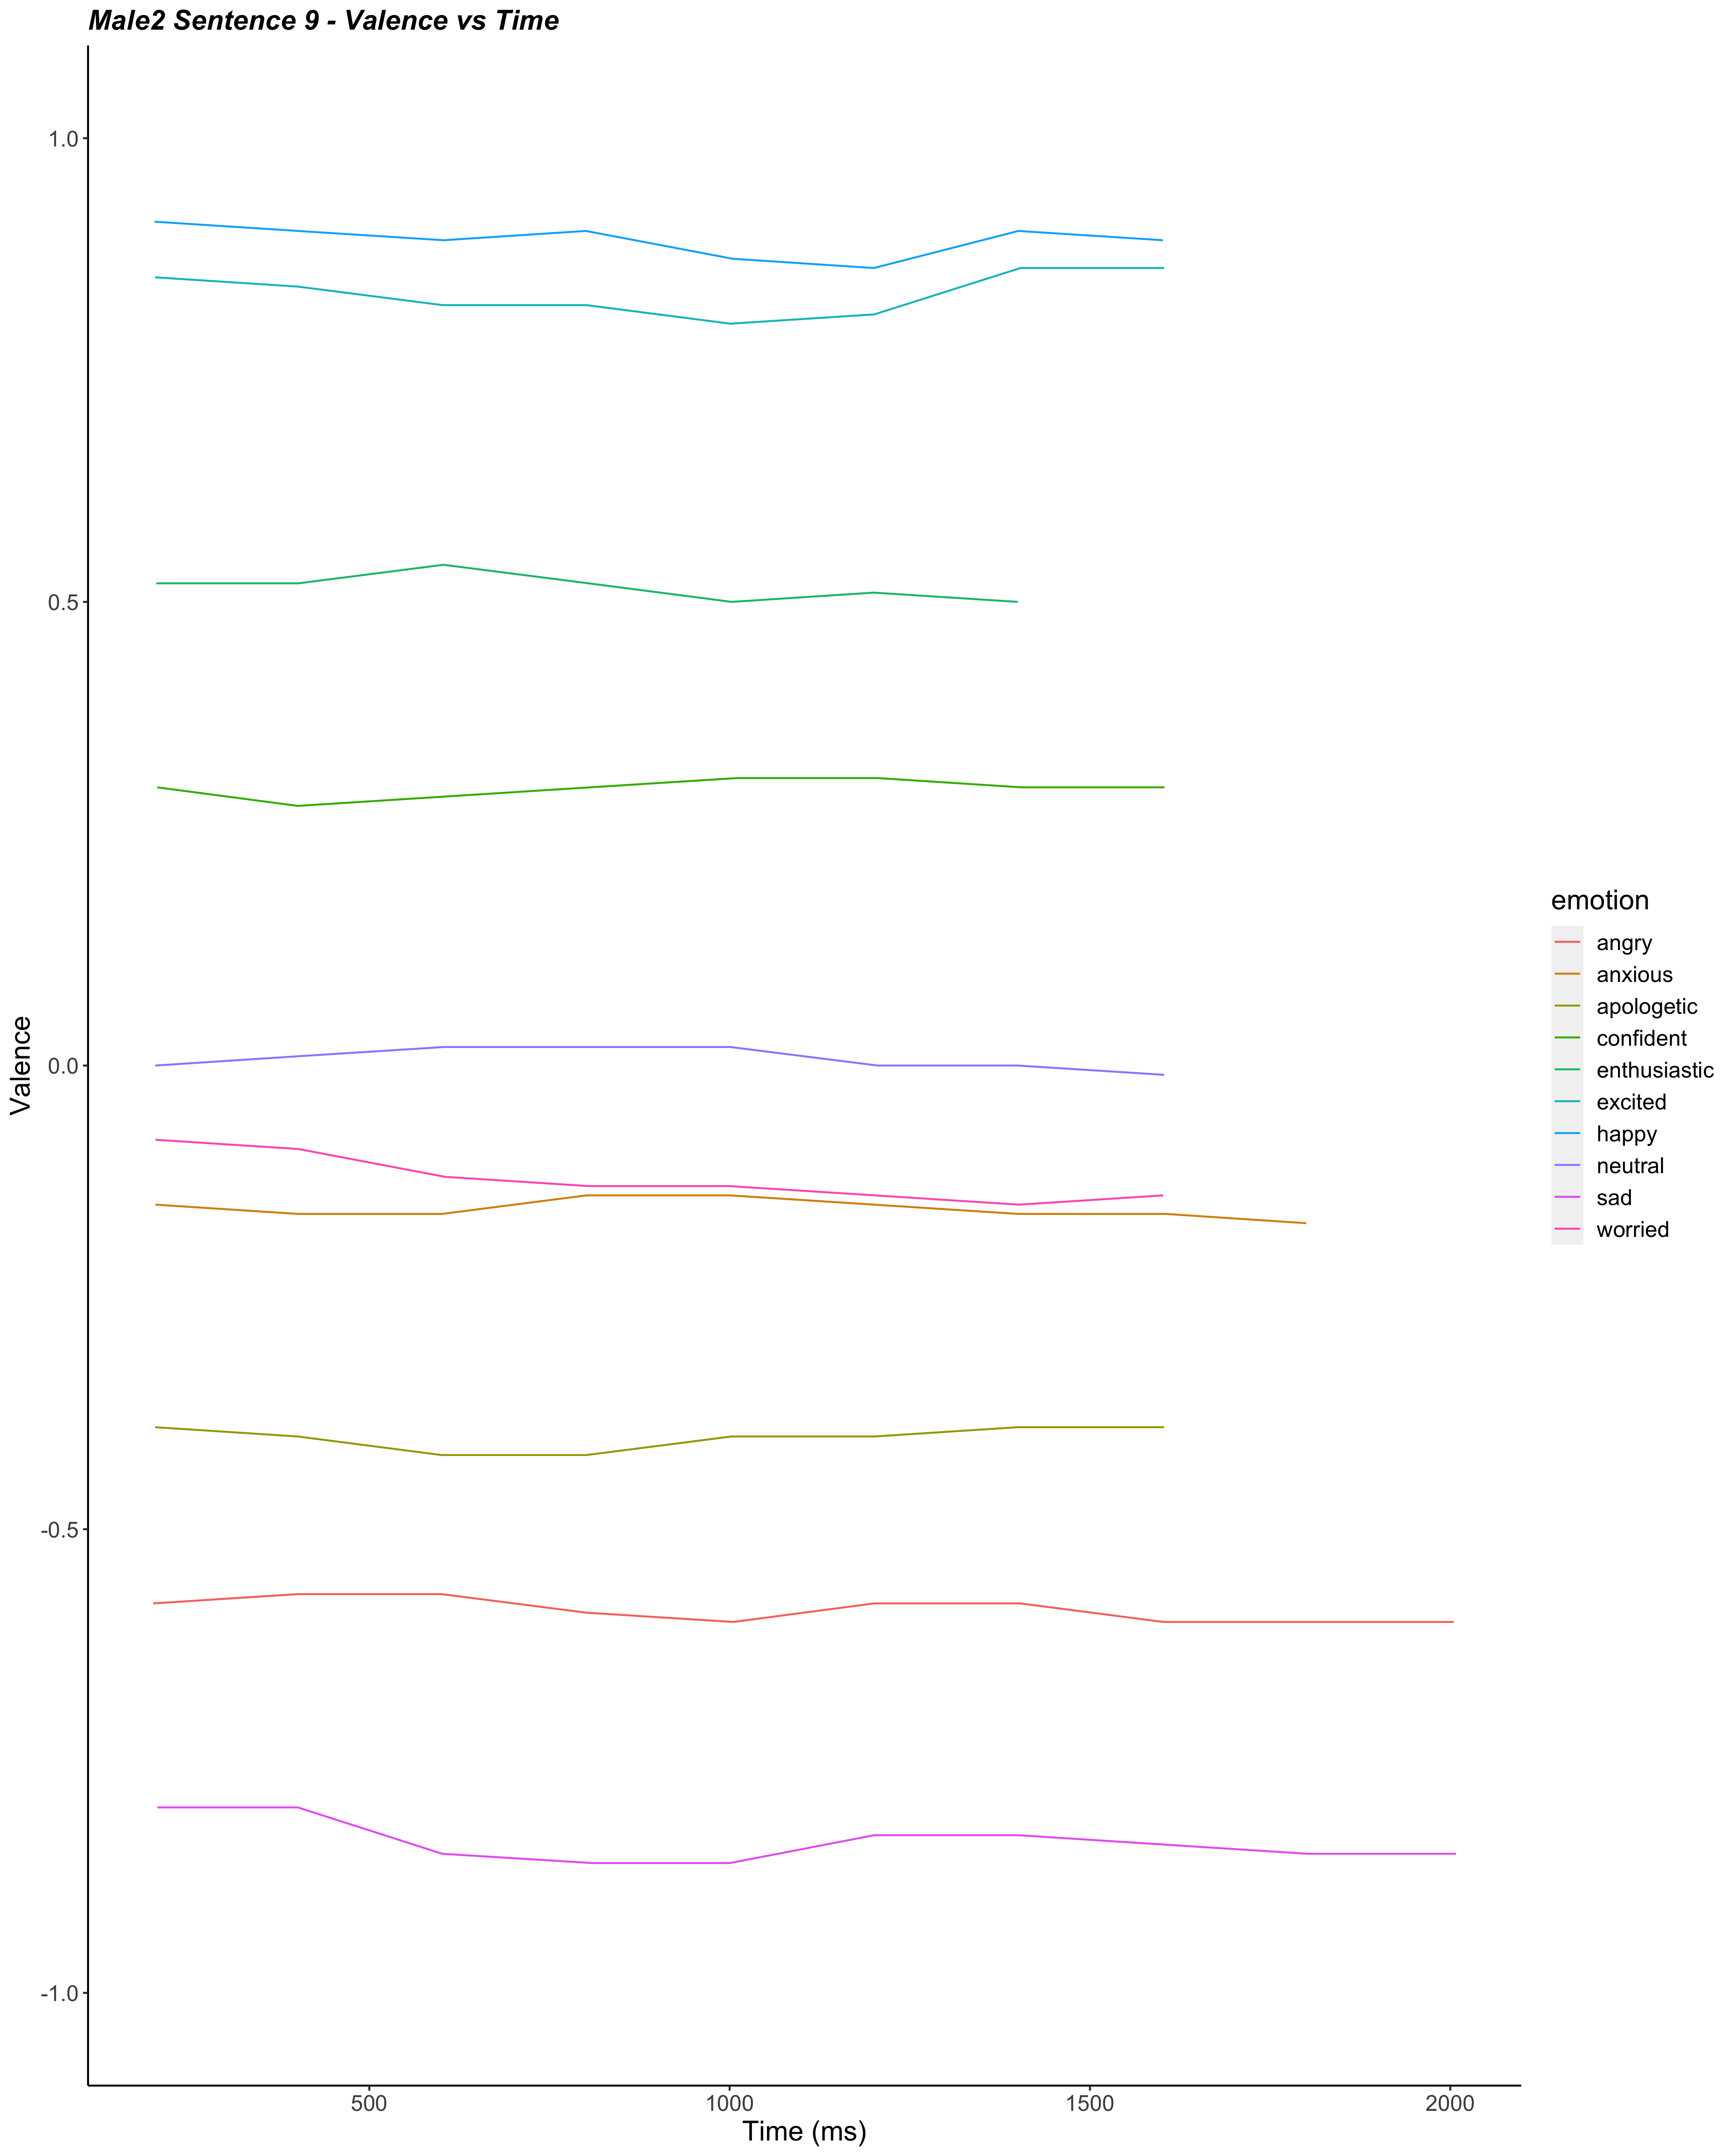 Male2 Sentence 9 - Valence vs Time
1.0
0.5
0.0
-0.5
-1.0
Valence
500 1000 1500 2000
Time (ms)
emotion
angry
anxious
apologetic
confident
enthusiastic
excited
happy
neutral
sad
worried